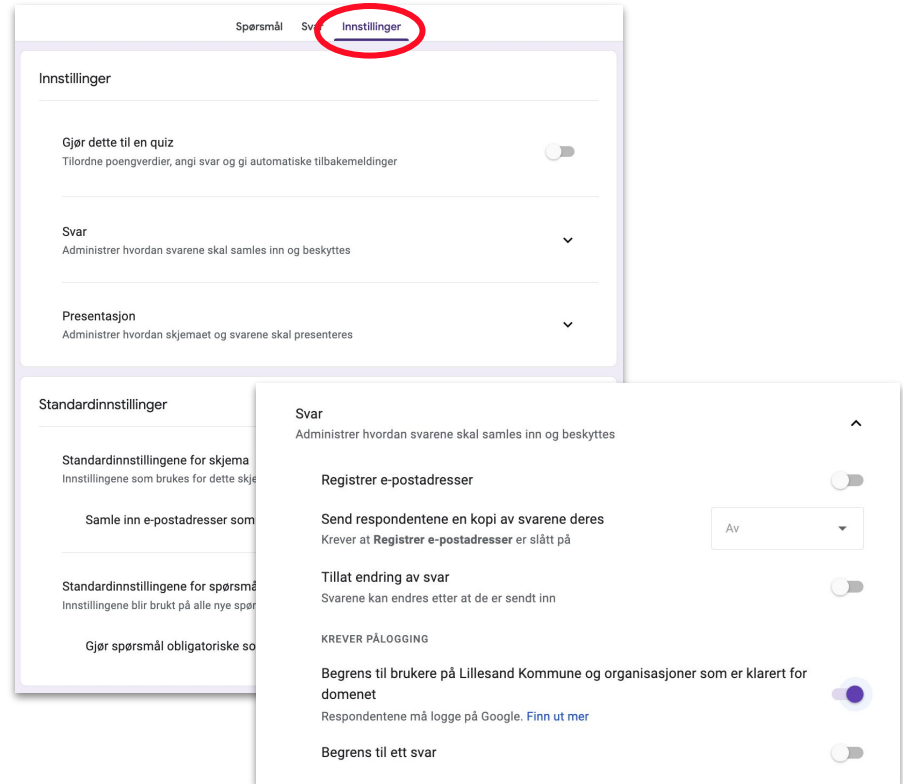 Spørsmål Svar Innstillinger
Innstillinger
Gjør dette til en quiz
Tilordne poengverdier, angi svar og gi automatiske tilbakemeldinger
Svar
Administrer hvordan svarene skal samles inn og beskyttes
Presentasjon
Administrer hvordan skjemaet og svarene skal presenteres
Standardinnstillinger
Standardinnstillingene for skjema
Innstillingene som brukes for dette skje
Samle inn e-postadresser som
Standardinnstillingene for spørsmå
Innstillingene blir brukt på alle nye spør
Gjør spørsmål obligatoriske so
Svar
Administrer hvordan svarene skal samles inn og beskyttes
Registrer e-postadresser
Send respondentene en kopi av svarene deres
Av
Krever at Registrer e-postadresser er slått på
Tillat endring av svar
Svarene kan endres etter at de er sendt inn
KREVER PÅLOGGING
Begrens til brukere på Lillesand Kommune og organisasjoner som er klarert for
domenet
Respondentene må logge på Google. Finn ut mer
Begrens til ett svar